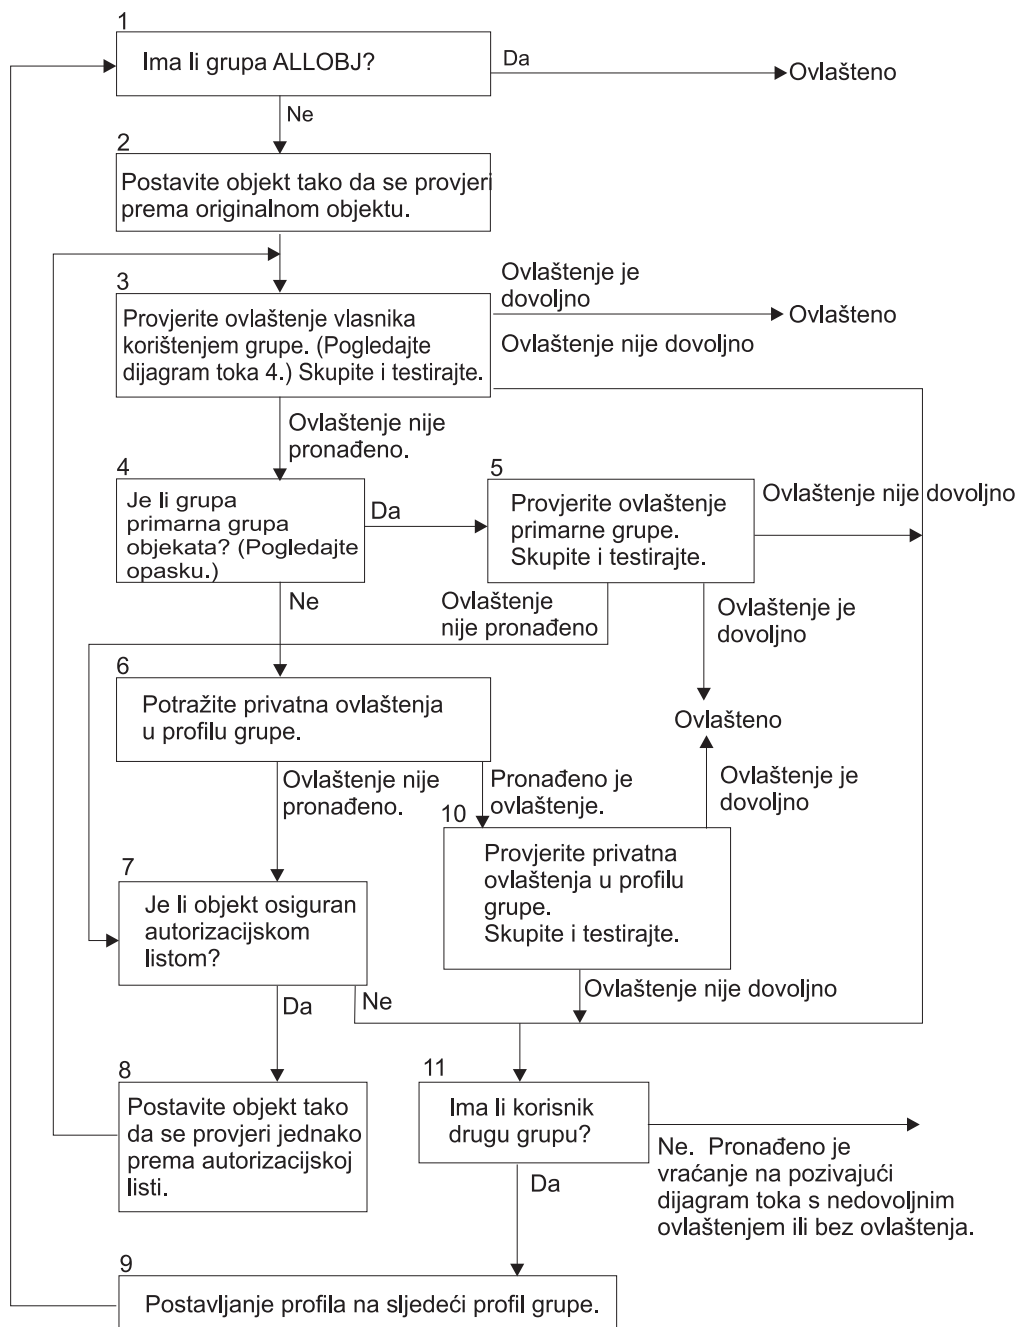 1
Ima li grupa ALLOBJ?
Da
Ovlašteno
Ne
2
Postavite objekt tako da se provjeri
prema originalnom objektu.
3
Provjerite ovlaštenje vlasnika
korištenjem grupe. (Pogledajte
dijagram toka 4.) Skupite i testirajte.
Ovlaštenje je
dovoljno
Ovlašteno
Ovlaštenje nije dovoljno
Ovlaštenje nije
pronađeno.
4
Je li grupa
primarna grupa
objekata? (Pogledajte
opasku.)
Da
5
Provjerite ovlaštenje
primarne grupe.
Skupite i testirajte.
Ovlaštenje nije dovoljno
Ne
Ovlaštenje
nije pronađeno
Ovlaštenje je
dovoljno
6
Potražite privatna ovlaštenja
u profilu grupe.
Ovlašteno
Ovlaštenje nije
pronađeno.
Pronađeno je
ovlaštenje.
Ovlaštenje je
dovoljno
10
Provjerite privatna
ovlaštenja u profilu
grupe.
Skupite i testirajte.
7
Je li objekt osiguran
autorizacijskom
listom?
Ovlaštenje nije dovoljno
Da
Ne
8
Postavite objekt tako
da se provjeri jednako
prema autorizacijskoj
listi.
11
Ima li korisnik
drugu grupu?
Ne. Pronađeno je
vraćanje na pozivajući
dijagram toka s nedovoljnim
ovlaštenjem ili bez ovlaštenja.
Da
9
Postavljanje profila na sljedeći profil grupe.